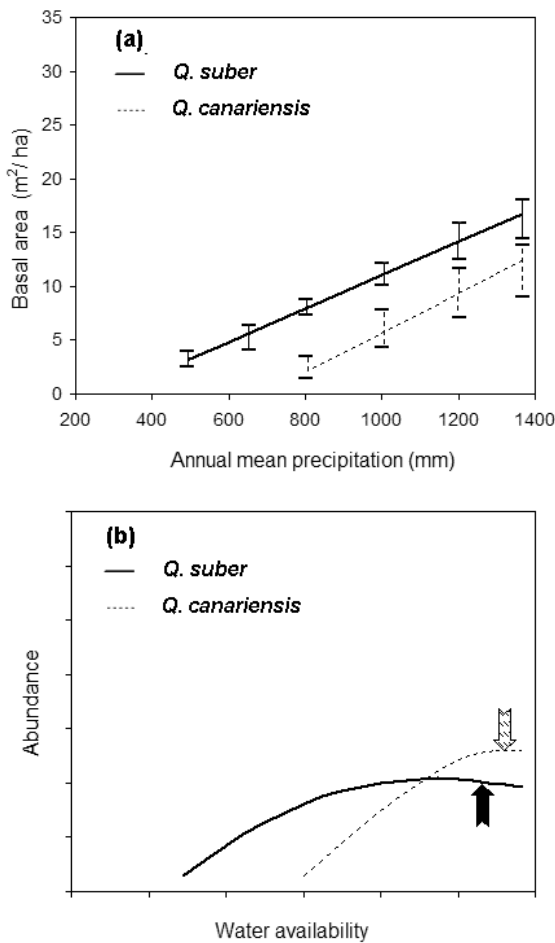 (a)
Q. suber
Q. canariensis
35
30
25
20
15
10
5
0
Basal area (m²/ ha)
200 400 600 800 1000 1200 1400
Annual mean precipitation (mm)
(b)
Q. suber
Q. canariensis
Abundance
Water availability